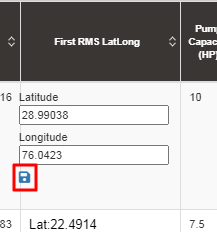 First RMS LatLong
Pump
Capac
(HP)
16
Latitude
28.99038
Longitude
76.0423
10
83
Lat:22.4914
7.5